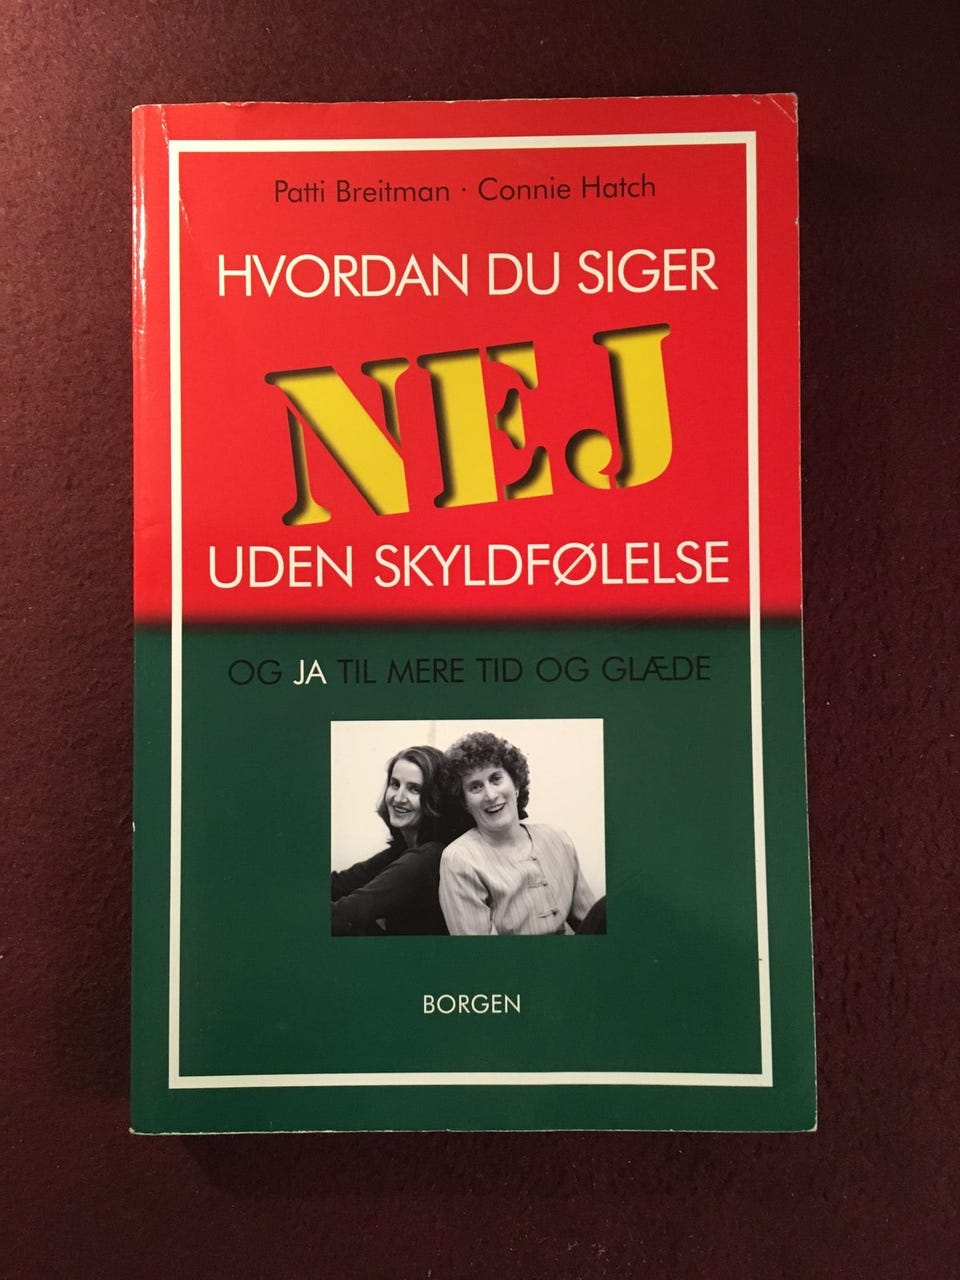 Patti Breitman · Connie Hatch
HVORDAN DU SIGER
NEJ
UDEN SKYLDFØLELSE
OG JA TIL MERE TID OG GLÆDE
BORGEN